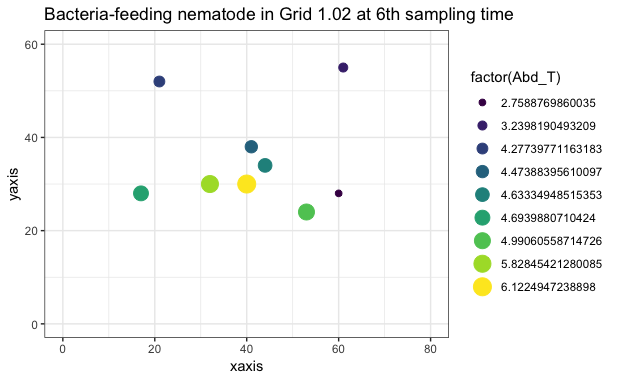 Bacteria-feeding nematode in Grid 1.02 at 6th sampling time
60
40
20
0
yaxis
0 20 40 60 80
xaxis
factor(Abd_T)
2.7588769860035
3.2398190493209
4.27739771163183
4.47388395610097
4.63334948515353
4.6939880710424
4.99060558714726
5.82845421280085
6.1224947238898